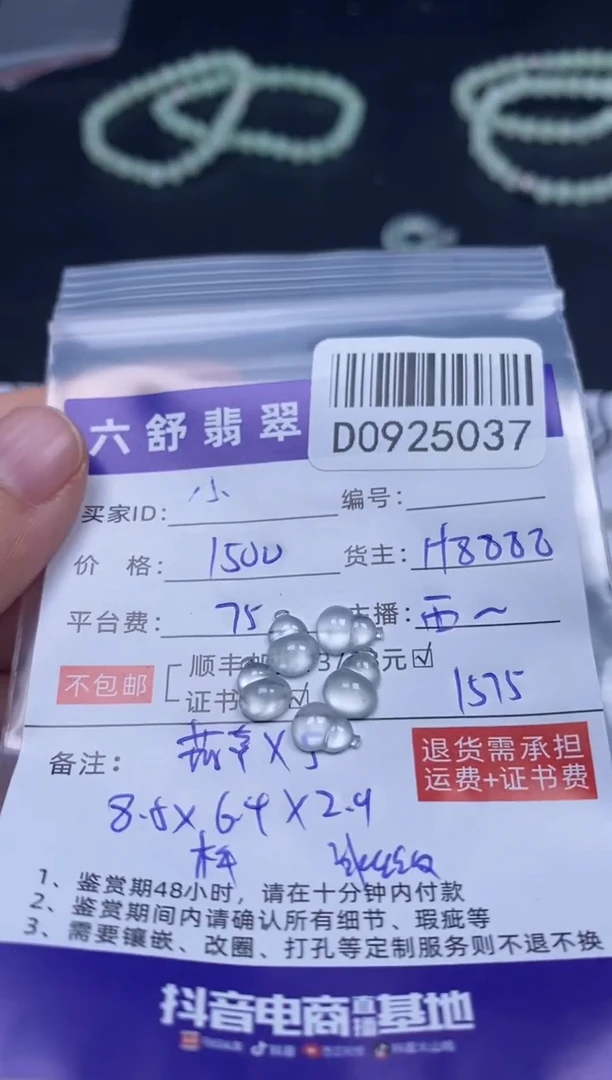 六舒翡翠
D0925037
买家ID: 小
编号:
价 格: 1500
货主: H8888
平台费: 75
主播: 西~
不包邮
顺丰 元 ☑
证书
1575
备注: 葫芦X5
8.5X6.4X2.9
退货需承担
运费+证书费
1、鉴赏期48小时，请在十分钟内付款
2、鉴赏期间内请确认所有细节、瑕疵等
3、需要镶嵌、改圈、打孔等定制服务则不退不换
抖音电商直播基地